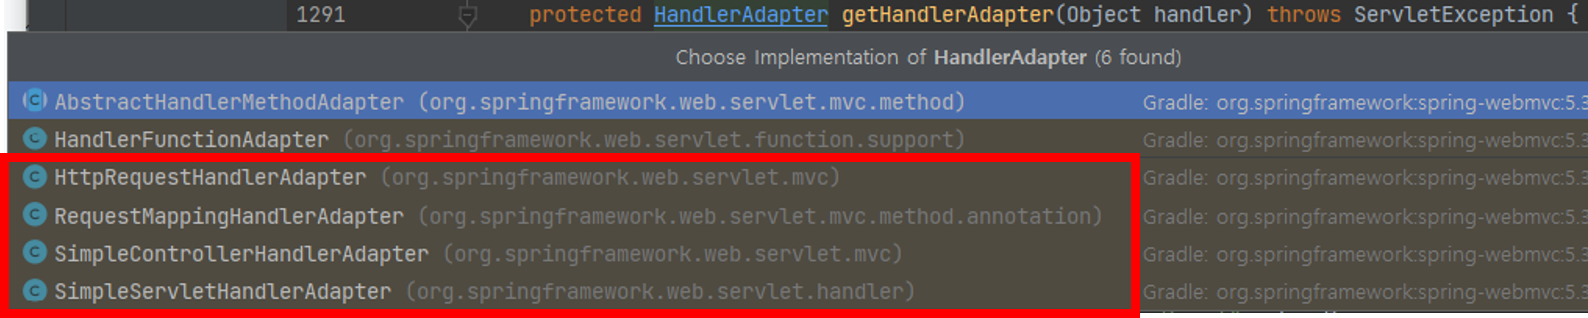 1291 protected HandlerAdapter getHandlerAdapter(Object handler) throws ServletException {
Choose Implementation of HandlerAdapter (6 found)
AbstractHandlerMethodAdapter (org.springframework.web.servlet.mvc.method) Gradle: org.springframework:spring-webmvc:5.3
HandlerFunctionAdapter (org.springframework.web.servlet.function.support) Gradle: org.springframework:spring-webmvc:5.3
HttpRequestHandlerAdapter (org.springframework.web.servlet.mvc) Gradle: org.springframework:spring-webmvc:5.3
RequestMappingHandlerAdapter (org.springframework.web.servlet.mvc.method.annotation) Gradle: org.springframework:spring-webmvc:5.3
SimpleControllerHandlerAdapter (org.springframework.web.servlet.mvc) Gradle: org.springframework:spring-webmvc:5.3
SimpleServletHandlerAdapter (org.springframework.web.servlet.handler) Gradle: org.springframework:spring-webmvc:5.3